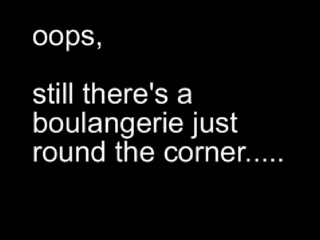 oops,
still there's a
boulangerie just
round the corner.....